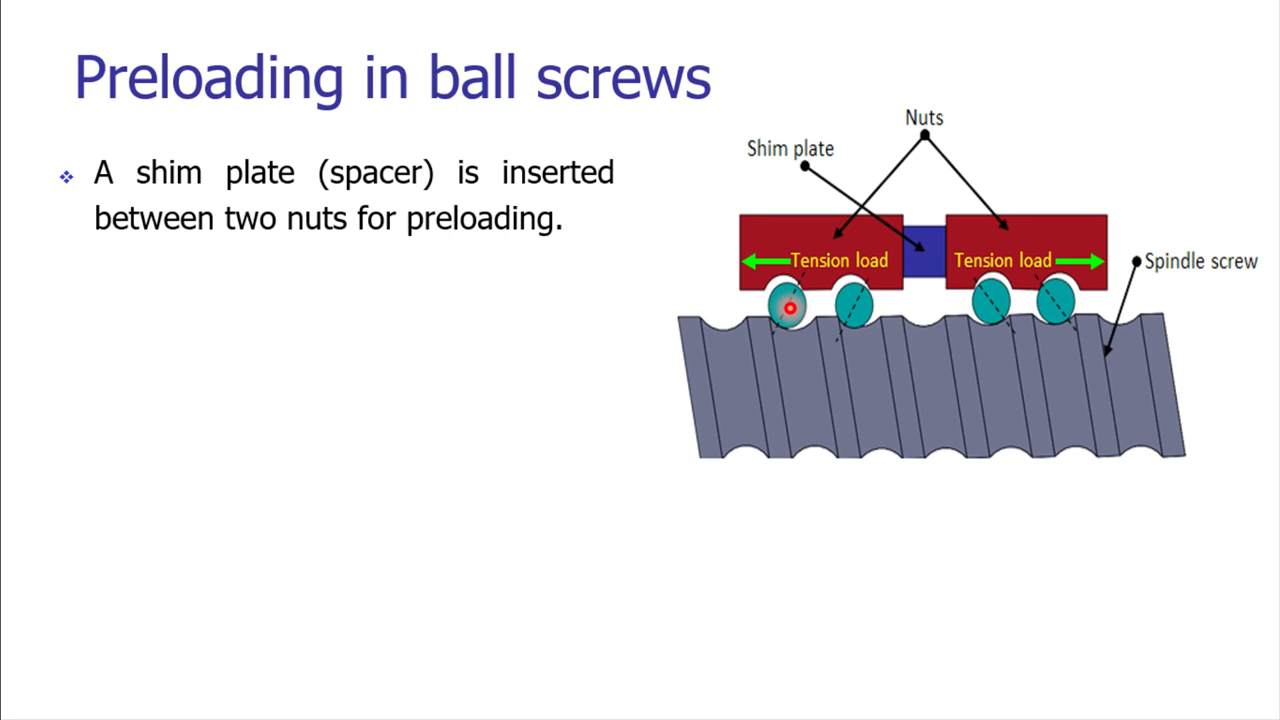 Preloading in ball screws
A shim plate (spacer) is inserted
between two nuts for preloading.
Nuts
Shim plate
Tension load
Tension load
Spindle screw